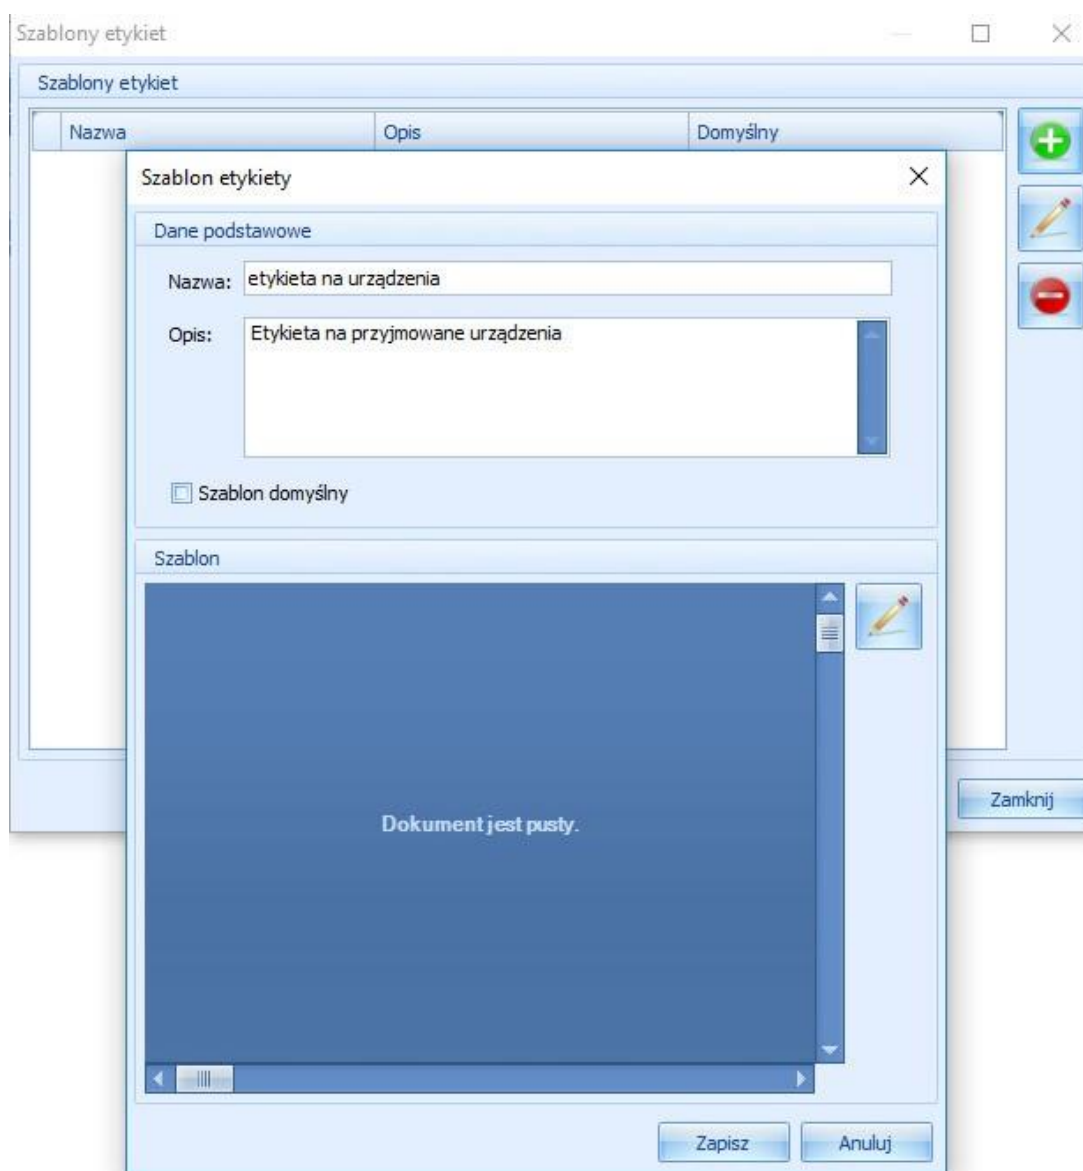 Szablony etykiet
Szablony etykiet
Nazwa Opis Domyślny
Szablon etykiety
Dane podstawowe
Nazwa: etykieta na urządzenia
Opis: Etykieta na przyjmowane urządzenia
Szablon domyślny
Szablon
Dokument jest pusty.
Zamknij
Zapisz Anuluj